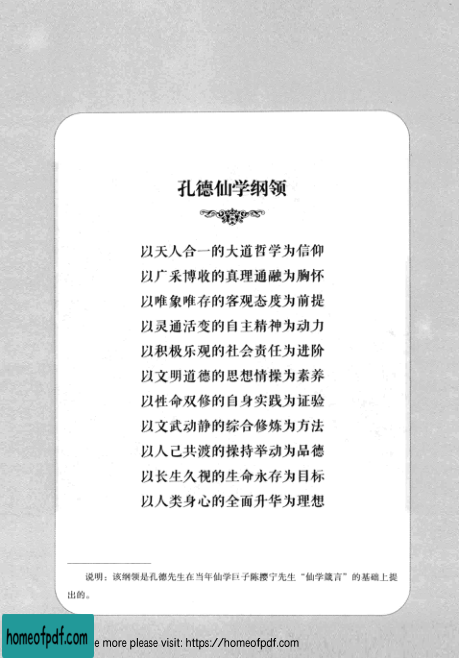 孔德仙学纲领
以天人合一的大道哲学为信仰
以广采博收的真理通融为胸怀
以唯象唯存的客观态度为前提
以灵通活变的自主精神为动力
以积极乐观的社会责任为进阶
以文明道德的思想情操为素养
以性命双修的自身实践为证验
以文武动静的综合修炼为方法
以人己共渡的操持举动为品德
以长生久视的生命永存为目标
以人类身心的全面升华为理想
说明：该纲领是孔德先生在当年仙学巨子陈撄宁先生“仙学箴言”的基础上提
出的。
homeofpdf.com
e more please visit: https://homeofpdf.com